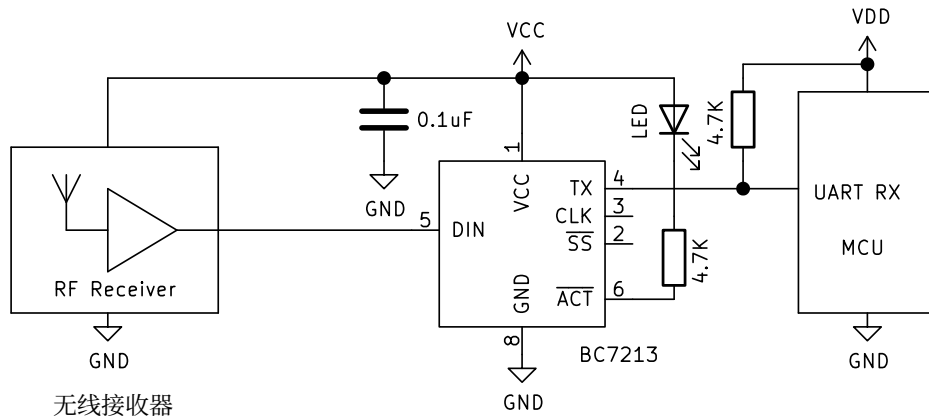 VDD
VCC
0.1uF
LED
4.7K
1
VCC
GND
TX
4
UART RX
CLK
3
5
DIN
SS
2
MCU
4.7K
RF Receiver
GND
ACT
6
8
GND
GND
BC7213
GND
无线接收器